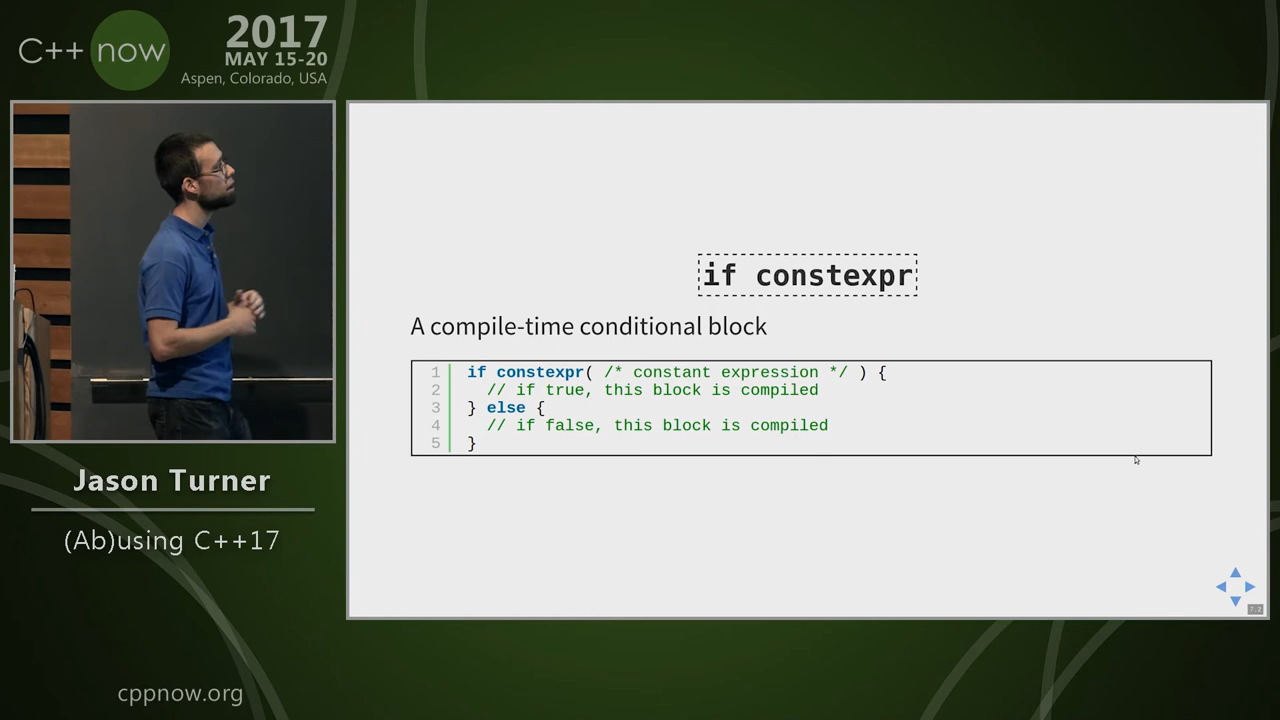 C++ now
2017
MAY 15-20
Aspen, Colorado, USA
if constexpr
A compile-time conditional block
1 if constexpr( /* constant expression */ ) {
2 // if true, this block is compiled
3 } else {
4 // if false, this block is compiled
5 }
Jason Turner
(Ab)using C++17
cppnow.org